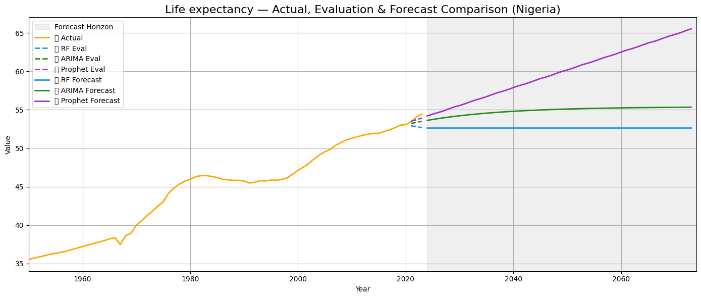 Life expectancy — Actual, Evaluation & Forecast Comparison (Nigeria)
Forecast Horizon
Actual
RF Eval
ARIMA Eval
Prophet Eval
RF Forecast
ARIMA Forecast
Prophet Forecast
65
60
55
50
45
40
35
Value
1960
1980
2000
2020
2040
2060
Year